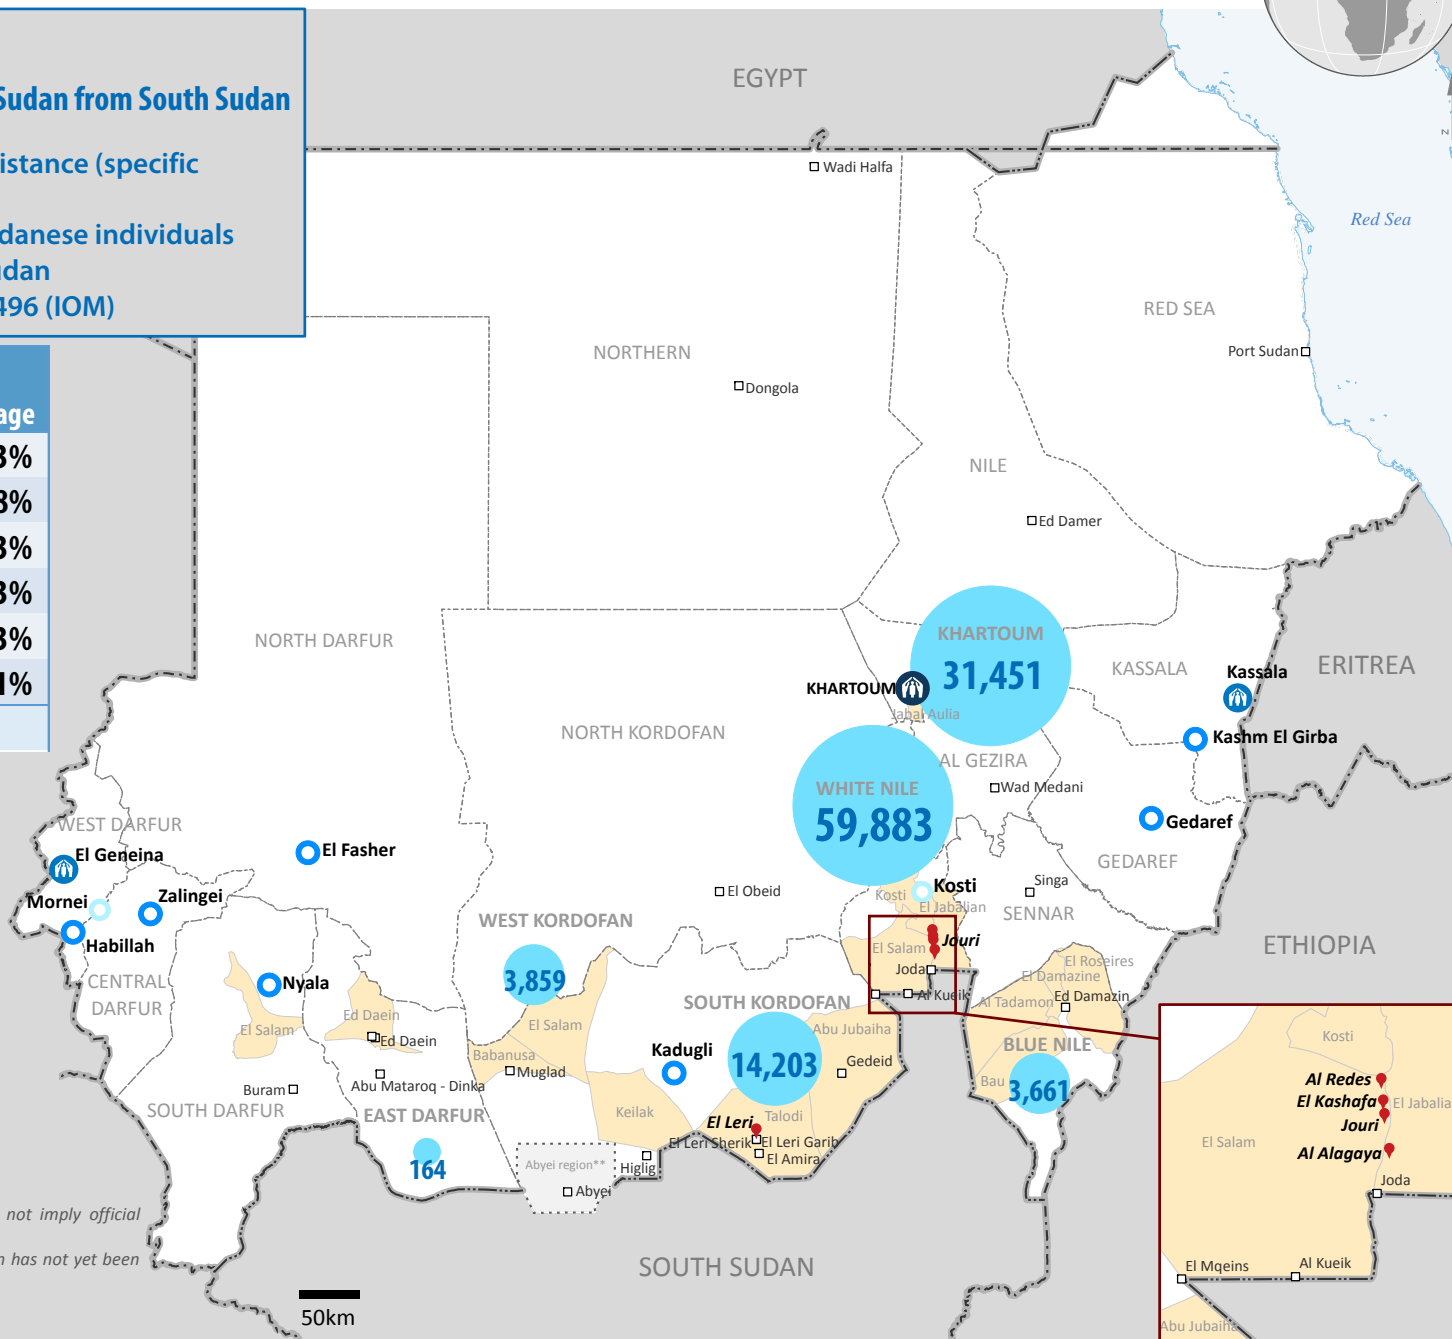 EGYPT
Sudan from South Sudan
istance (specific
danese individuals
dan
496 (IOM)
age
3%
3%
3%
3%
3%
1%
Wadi Halfa
Red Sea
RED SEA
Port Sudan
NORTHERN
Dongola
NILE
Ed Damer
NORTH DARFUR
KHARTOUM
31,451
KHARTOUM
Jabal Aulia
KASSALA
Kassala
ERITREA
Kashm El Girba
NORTH KORDOFAN
AL GEZIRA
Wad Medani
WHITE NILE
59,883
Gedaref
GEDAREF
WEST DARFUR
El Geneina
El Fasher
Mornei
Zalingei
Habillah
El Obeid
Kosti
Kosti
El Jabalian
Singa
SENNAR
WEST KORDOFAN
3,859
El Salam
Jouri
Joda
Al Kueik
ETHIOPIA
CENTRAL
DARFUR
Nyala
El Salam
Ed Daein
Ed Daein
El Salam
SOUTH KORDOFAN
Abu Jubaiha
El Roseires
El Damazine
Al Tadamon
Ed Damazin
BLUE NILE
Bau
3,661
Babanusa
Muglad
Kadugli
14,203
Gedeid
Buram
Abu Mataroq - Dinka
SOUTH DARFUR
EAST DARFUR
164
Keilak
Talodi
El Leri
El Leri Sherik
El Leri Garib
El Amira
Abyei region**
Higlig
Abyei
SOUTH SUDAN
not imply official
n has not yet been
50km
Kosti
Al Redes
El Kashafa
El Jabalia
Jouri
El Salam
Al Alagaya
Joda
El Mqeins
Al Kueik
Abu Jubaiha
N